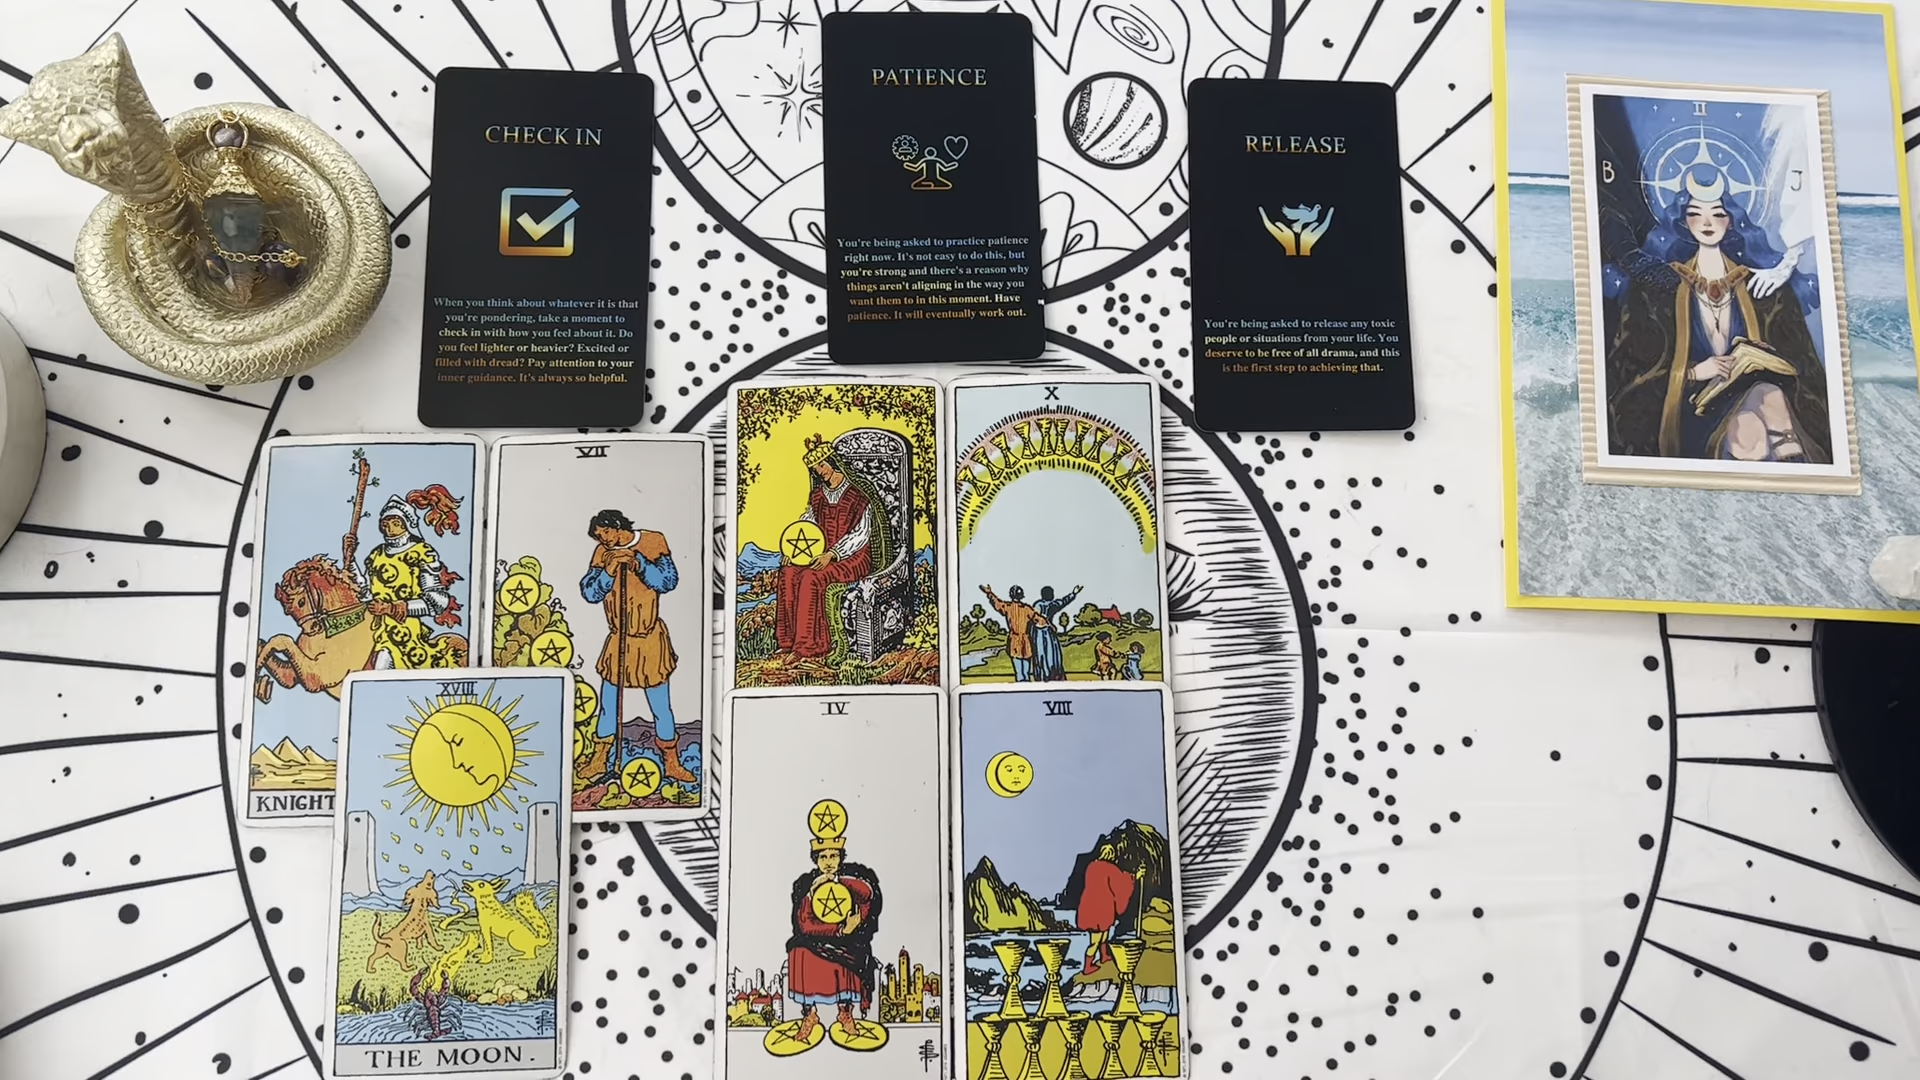 CHECK IN
When you think about whatever it is that
you're pondering, take a moment to
check in with how you feel about it. Do
you feel lighter or heavier? Excited or
filled with dread? Pay attention to your
inner guidance. It's always so helpful.
PATIENCE
You're being asked to practice patience
right now. It's not easy to do this, but
you're strong and there's a reason why
things aren't aligning in the way you
want them to in this moment. Have
patience. It will eventually work out.
RELEASE
You're being asked to release any toxic
people or situations from your life. You
deserve to be free of all drama, and this
is the first step to achieving that.
II
B
J
KNIGHT
VII
XVIII
THE MOON.
X
IV
VIII